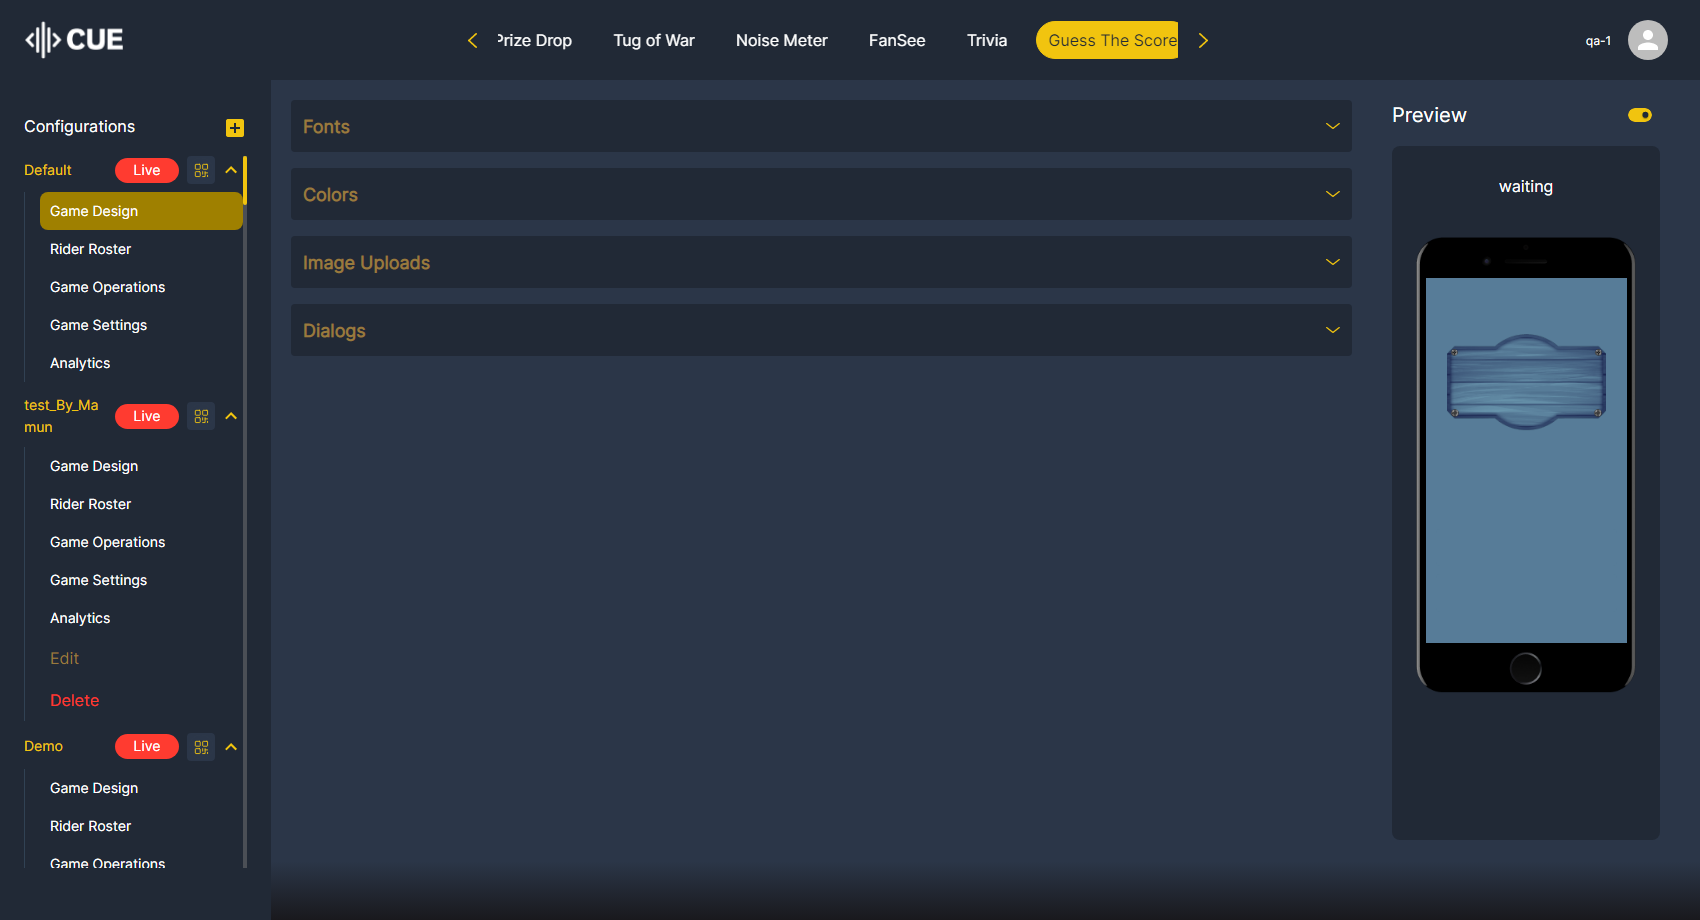 CUE
Prize Drop
Tug of War
Noise Meter
FanSee
Trivia
Guess The Score
qa-1
Configurations
Default
Live
Game Design
Rider Roster
Game Operations
Game Settings
Analytics
test_By_Ma
mun
Live
Game Design
Rider Roster
Game Operations
Game Settings
Analytics
Edit
Delete
Demo
Live
Game Design
Rider Roster
Game Operations
Fonts
Colors
Image Uploads
Dialogs
Preview
waiting